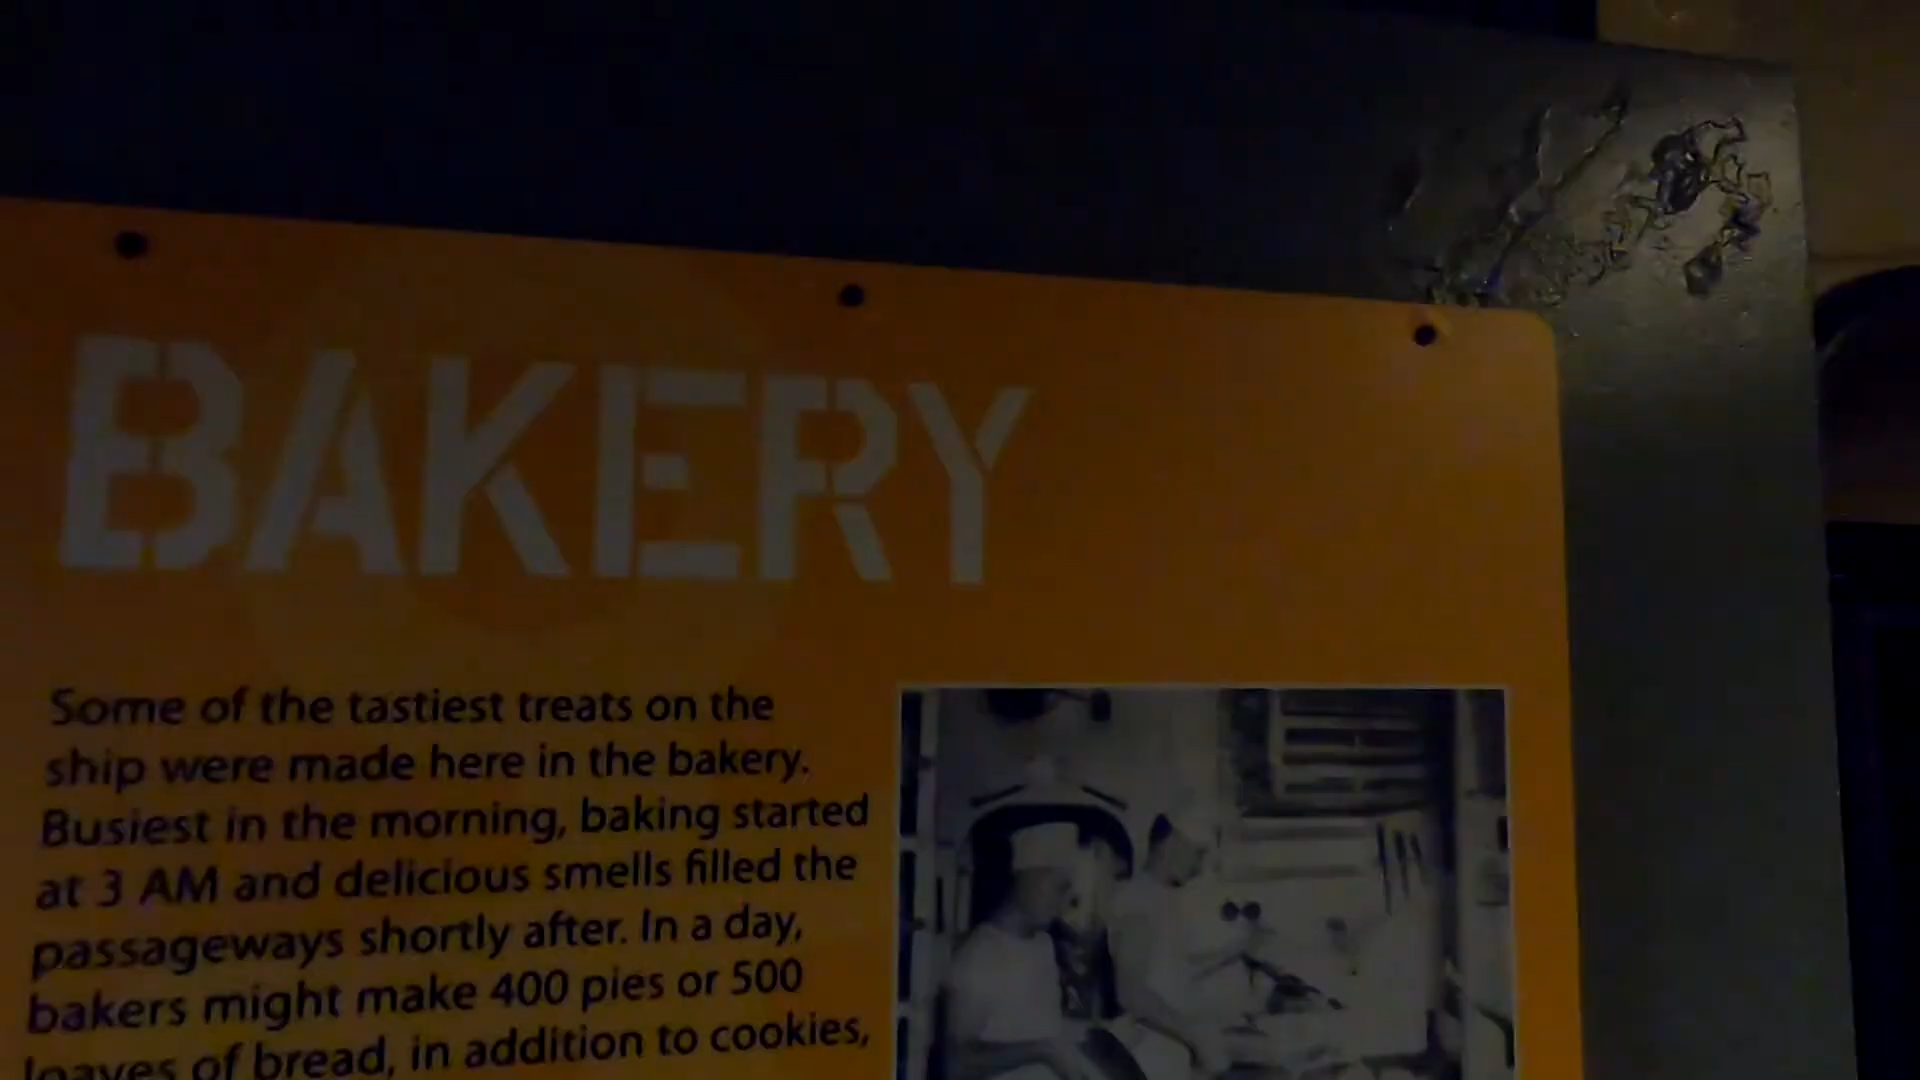 BAKERY
Some of the tastiest treats on the
ship were made here in the bakery.
Busiest in the morning, baking started
at 3 AM and delicious smells filled the
passageways shortly after. In a day,
bakers might make 400 pies or 500
loaves of bread, in addition to cookies,